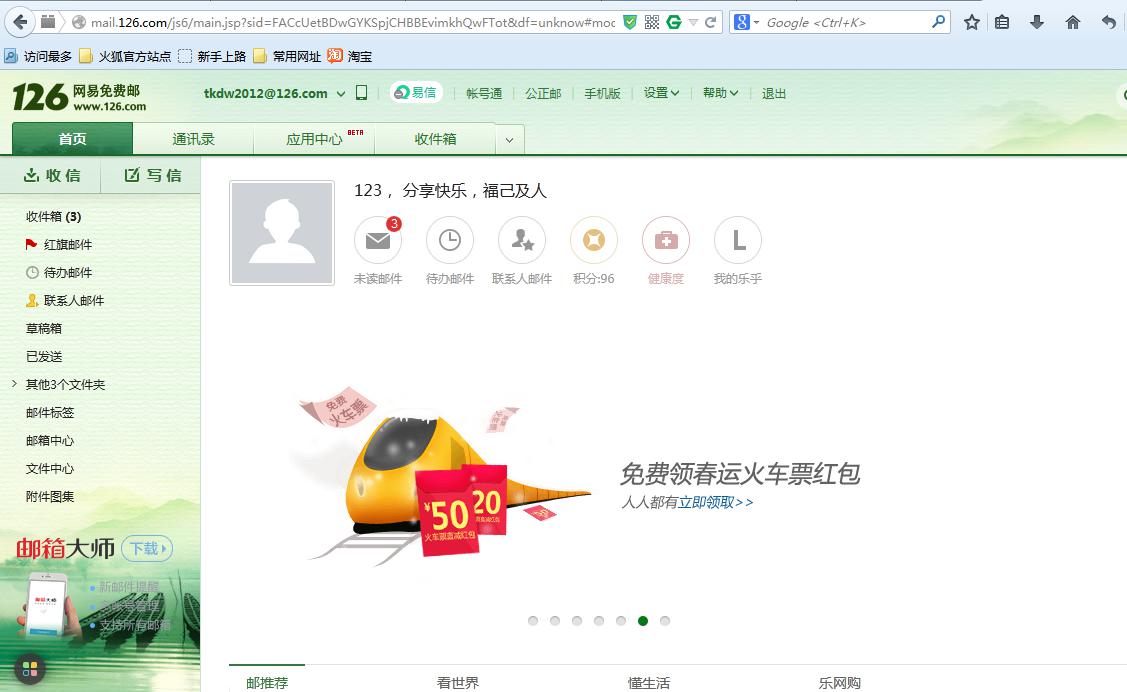 mail.126.com/js6/main.jsp?sid=FACcUetBDwGYKSpjCHBBEvimkhQwFTot&df=unknow#moc
Google <Ctrl+K>
访问最多 火狐官方站点 新手上路 常用网址 淘宝
126 网易免费邮
www.126.com
tkdw2012@126.com 易信 帐号通 公正邮 手机版 设置 帮助 退出
首页 通讯录 应用中心 BETA 收件箱
收信 写信
123， 分享快乐，福己及人
3
未读邮件 待办邮件 联系人邮件 积分:96 健康度 我的乐乎
收件箱 (3)
红旗邮件
待办邮件
联系人邮件
草稿箱
已发送
其他3个文件夹
邮件标签
邮箱中心
文件中心
附件图集
免费
火车票
¥50
20
火车票直减红包
免费领春运火车票红包
人人都有立即领取>>
邮箱大师 下载
新邮件提醒
多帐号管理
支持所有邮箱
邮箱大师
邮推荐 看世界 懂生活 乐网购